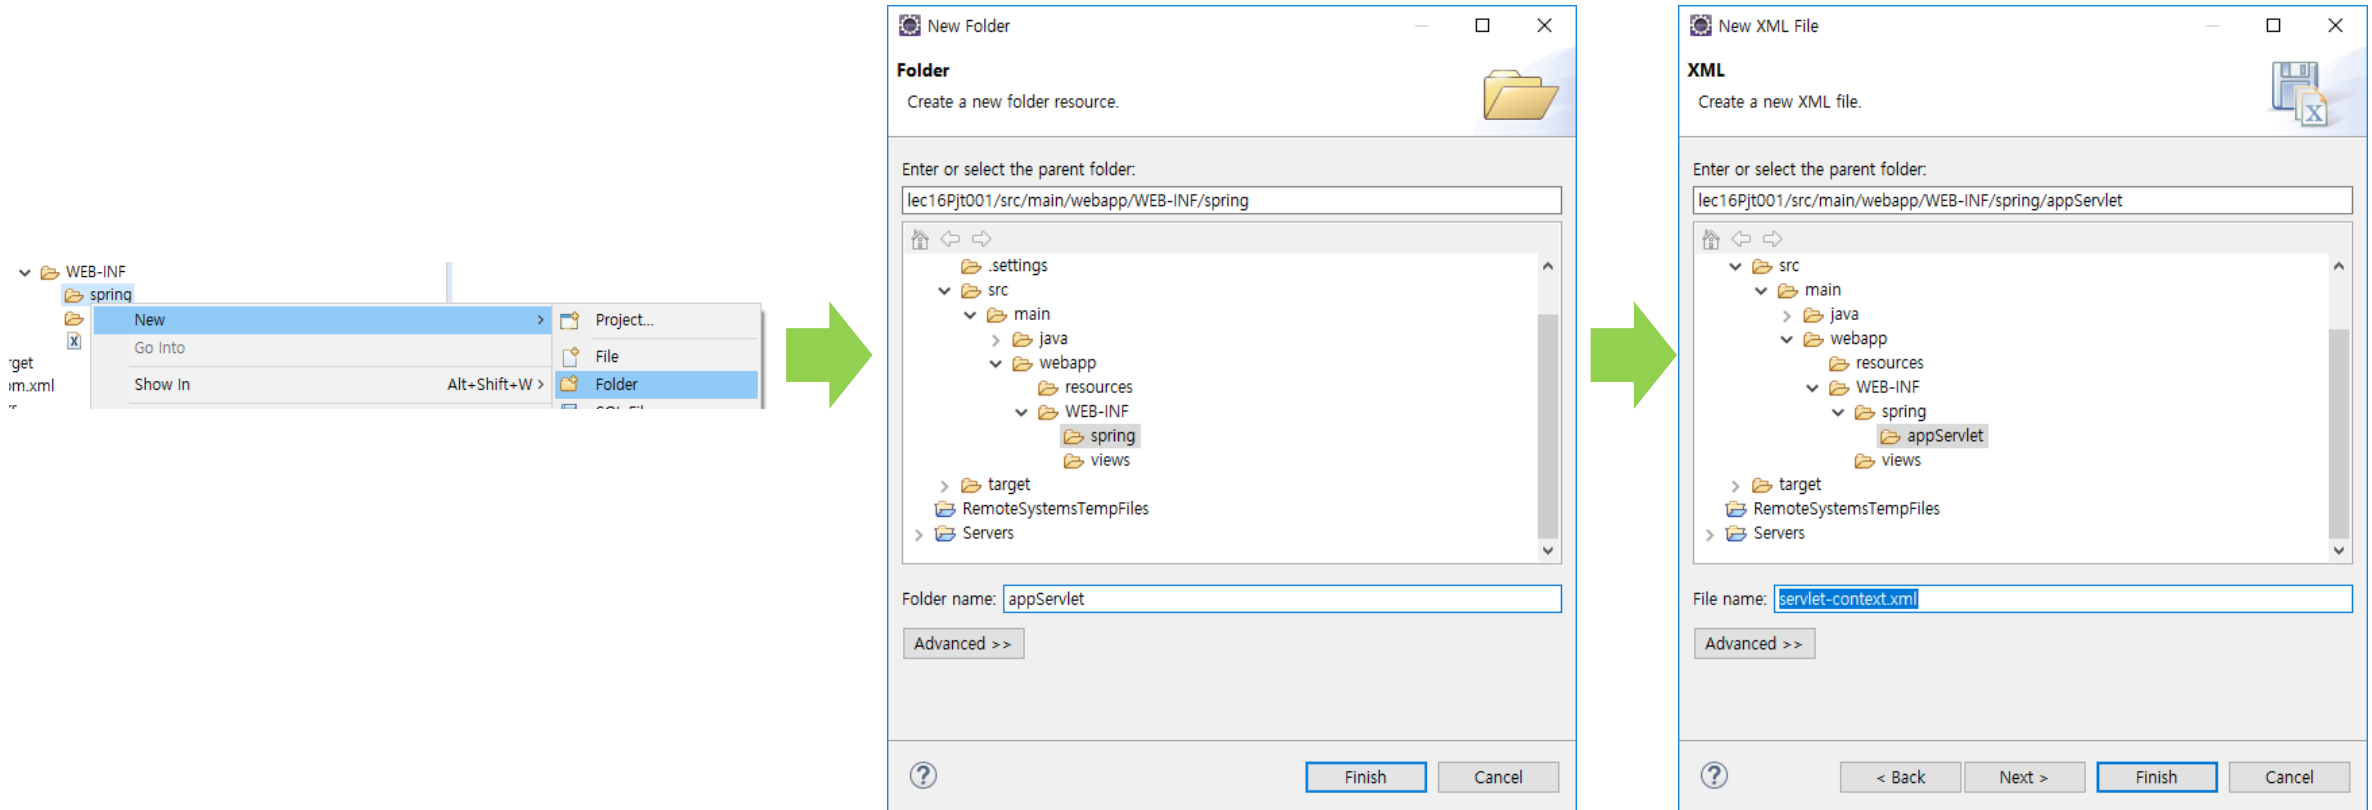 WEB-INF
spring
New
Project...
Go Into
File
Show In Alt+Shift+W
Folder
New Folder
Folder
Create a new folder resource.
Enter or select the parent folder:
lec16Pjt001/src/main/webapp/WEB-INF/spring
.settings
src
main
java
webapp
resources
WEB-INF
spring
views
target
RemoteSystemsTempFiles
Servers
Folder name: appServlet
Advanced >>
Finish
Cancel
New XML File
XML
Create a new XML file.
Enter or select the parent folder:
lec16Pjt001/src/main/webapp/WEB-INF/spring/appServlet
src
main
java
webapp
resources
WEB-INF
spring
appServlet
views
target
RemoteSystemsTempFiles
Servers
File name: servlet-context.xml
Advanced >>
< Back
Next >
Finish
Cancel